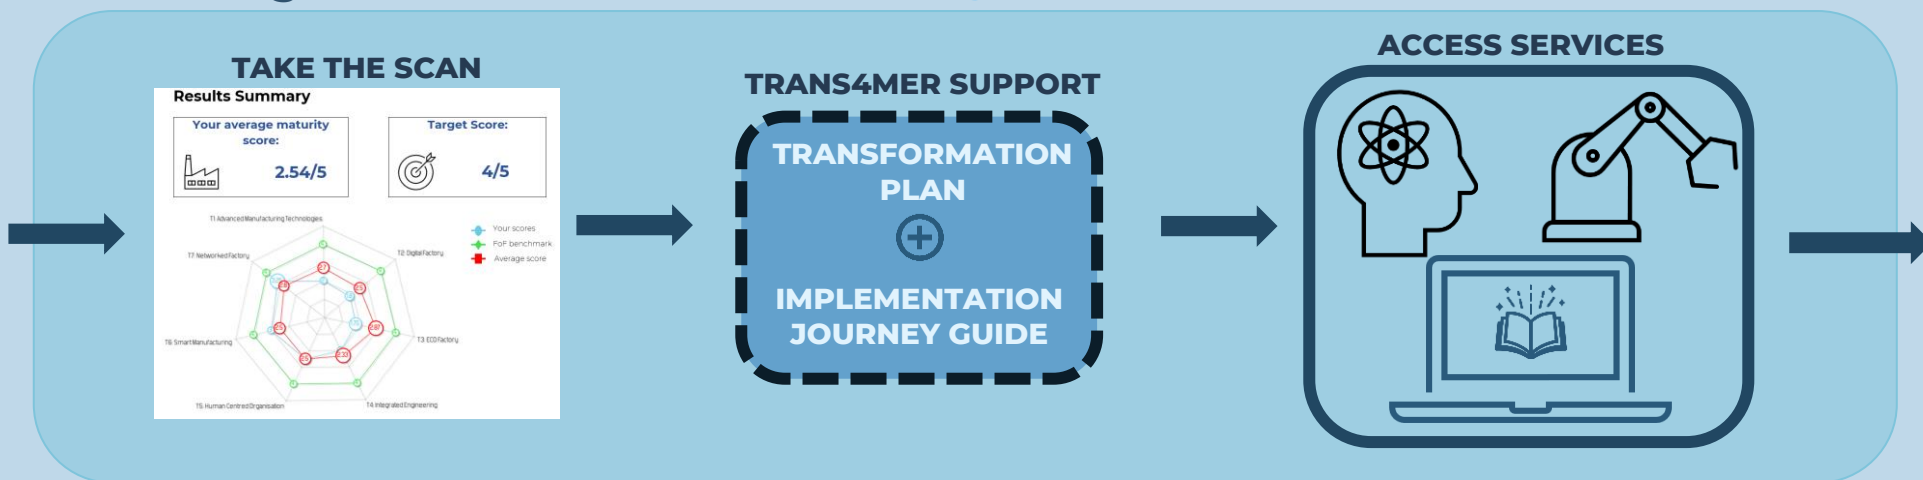 TAKE THE SCAN
Results Summary
Your average maturity
score:
2.54/5
Target Score:
4/5
T1 Advanced Manufacturing Technologies
T2 Digital Factory
T3 ECO Factory
T4 Integrated Engineering
T5 Human Centred Organisation
T6 Smart Manufacturing
T7 Networked Factory
Your scores
FoF benchmark
Average score
TRANS4MER SUPPORT
TRANSFORMATION
PLAN
IMPLEMENTATION
JOURNEY GUIDE
ACCESS SERVICES